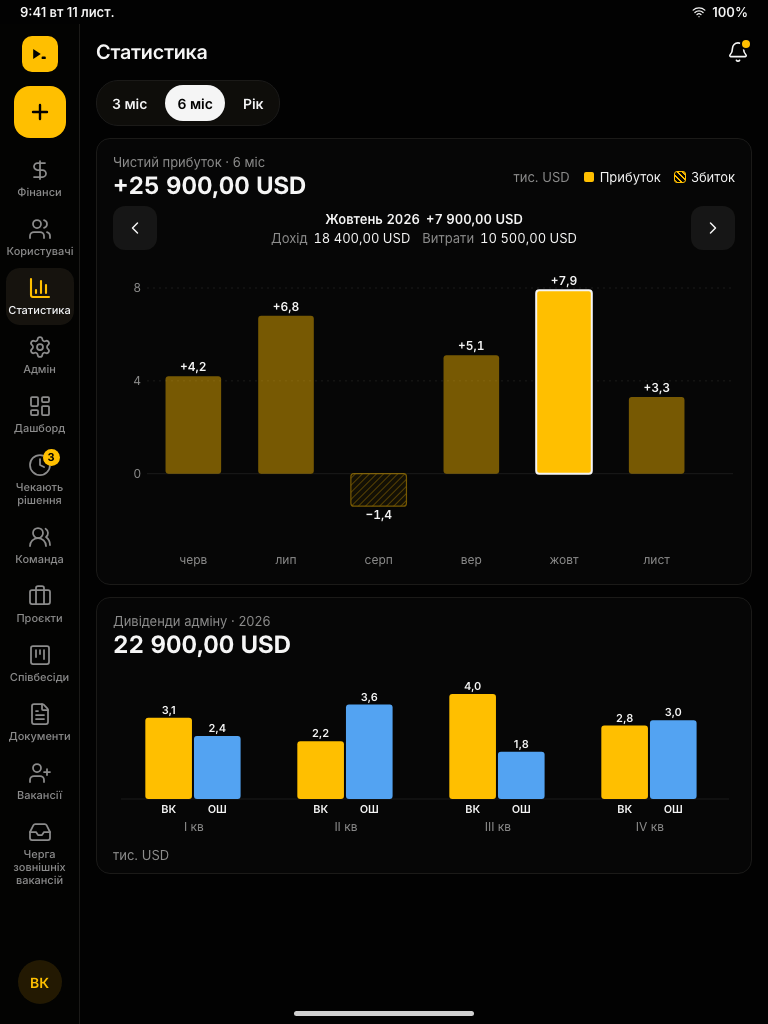 9:41 вт 11 лист.
100%
Статистика
3 міс 6 міс Рік
Чистий прибуток · 6 міс
+25 900,00 USD
тис. USD Прибуток Збиток
Жовтень 2026 +7 900,00 USD
Дохід 18 400,00 USD Витрати 10 500,00 USD
8
4
0
+4,2
+6,8
−1,4
+5,1
+7,9
+3,3
черв лип серп вер жовт лист
Дивіденди адміну · 2026
22 900,00 USD
3,1 2,4 2,2 3,6 4,0 1,8 2,8 3,0
ВК ОШ ВК ОШ ВК ОШ ВК ОШ
І кв ІІ кв ІІІ кв IV кв
тис. USD
Фінанси
Користувачі
Статистика
Адмін
Дашборд
3
Чекають
рішення
Команда
Проєкти
Співбесіди
Документи
Вакансії
Черга
зовнішніх
вакансій
ВК